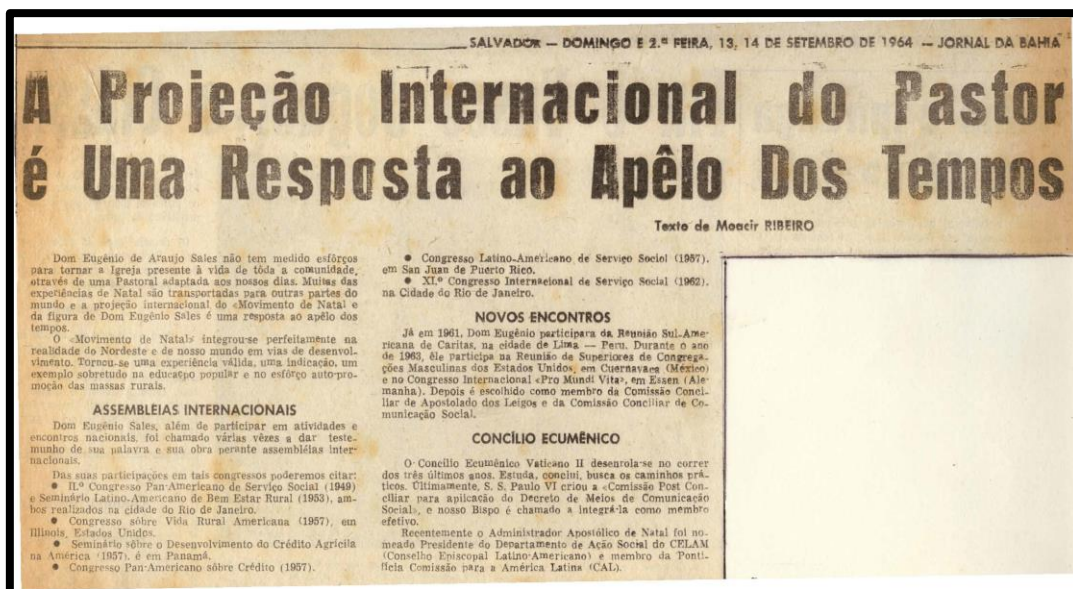 SALVADOR — DOMINGO E 2.ª FEIRA, 13, 14 DE SETEMBRO DE 1964 — JORNAL DA BAHIA
A Projeção Internacional do Pastor
é Uma Resposta ao Apêlo Dos Tempos
Texto de Moacir RIBEIRO
Dom Eugênio de Araujo Sales não tem medido esforços
para tornar a Igreja presente à vida de tôda a comunidade,
através de uma Pastoral adaptada aos nossos dias. Muitas das
experiências de Natal são transportadas para outras partes do
mundo e a projeção internacional do «Movimento de Natal e
da figura de Dom Eugênio Sales é uma resposta ao apêlo dos
tempos.
O «Movimento de Natal» integrou-se perfeitamente na
realidade do Nordeste e de nosso mundo em vias de desenvol-
vimento. Tornou-se uma experiência válida, uma indicação, um
exemplo sobretudo na educação popular e no esfôrço auto-pro-
moção das massas rurais.
ASSEMBLEIAS INTERNACIONAIS
Dom Eugênio Sales, além de participar em atividades e
encontros nacionais, foi chamado várias vêzes a dar teste-
munho de sua palavra e sua obra perante assembléias inter-
nacionais.
Das suas participações em tais congressos poderemos citar:
● II.º Congresso Pan-Americano de Serviço Social (1949)
e Seminário Latino-Americano de Bem Estar Rural (1953), am-
bos realizados na cidade do Rio de Janeiro.
● Congresso sôbre Vida Rural Americana (1957), em
Illinois, Estados Unidos.
● Seminário sôbre o Desenvolvimento do Crédito Agrícila
na América (1957), é em Panamá.
● Congresso Pan-Americano sôbre Crédito (1957).
● Congresso Latino-Americano de Serviço Social (1957),
em San Juan de Puerto Rico.
● XI.º Congresso Internacional de Serviço Social (1962),
na Cidade do Rio de Janeiro.
NOVOS ENCONTROS
Já em 1961, Dom Eugênio participara da Reunião Sul-Ame-
ricana de Caritas, na cidade de Lima — Peru. Durante o ano
de 1963, êle participa na Reunião de Superiores de Congrega-
ções Masculinas dos Estados Unidos, em Cuernavaca (México)
e no Congresso Internacional «Pro Mundi Vita», em Essen (Ale-
manha). Depois é escolhido como membro da Comissão Conci-
liar de Apostolado dos Leigos e da Comissão Conciliar de Co-
municação Social.
CONCÍLIO ECUMÊNICO
O Concílio Ecumênico Vaticano II desenrola-se no correr
dos três últimos anos. Estuda, conclui, busca os caminhos prá-
ticos. Ùltimamente, S. S. Paulo VI criou a «Comissão Post Con-
ciliar para aplicação do Decreto de Meios de Comunicação
Social», e nosso Bispo é chamado a integrá-la como membro
efetivo.
Recentemente o Administrador Apostólico de Natal foi no-
meado Presidente do Departamento de Ação Social do CELAM
(Conselho Episcopal Latino-Americano) e membro da Ponti-
fícia Comissão para a América Latina (CAL).